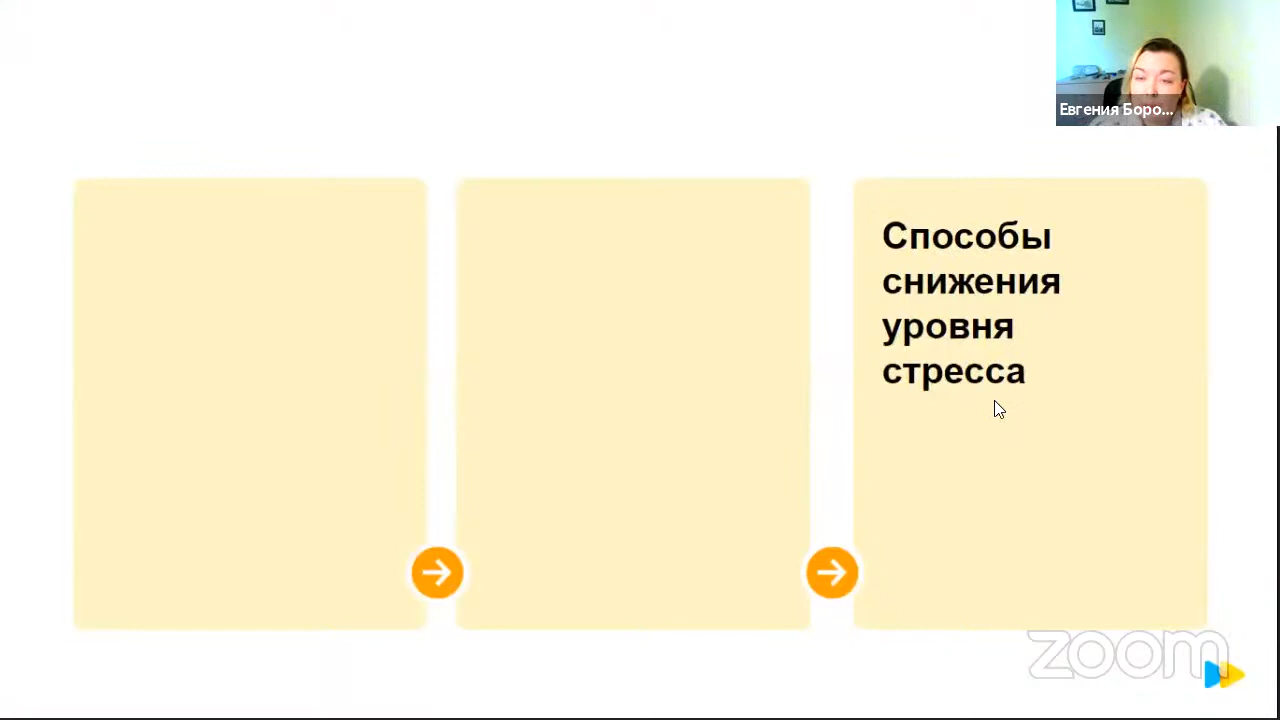 Евгения Боро...
Способы
снижения
уровня
стресса
zoom